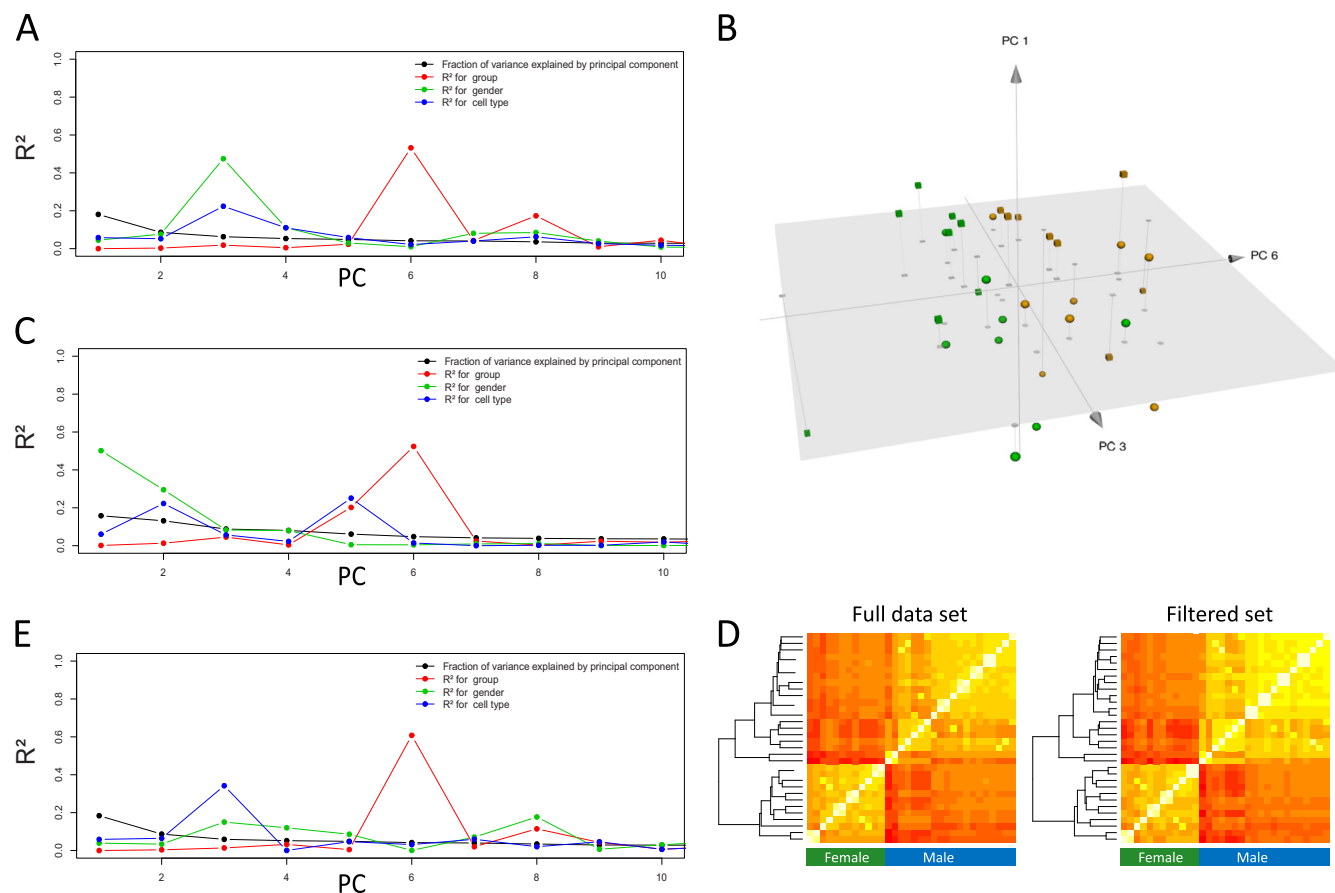 A
1.0
0.8
0.6
0.4
0.2
0.0
R²
Fraction of variance explained by principal component
R² for group
R² for gender
R² for cell type
2
4
6
8
10
PC
B
PC 1
PC 6
PC 3
C
1.0
0.8
0.6
0.4
0.2
0.0
R²
Fraction of variance explained by principal component
R² for group
R² for gender
R² for cell type
2
4
6
8
10
PC
D
Full data set
Filtered set
Female
Male
Female
Male
E
1.0
0.8
0.6
0.4
0.2
0.0
R²
Fraction of variance explained by principal component
R² for group
R² for gender
R² for cell type
2
4
6
8
10
PC